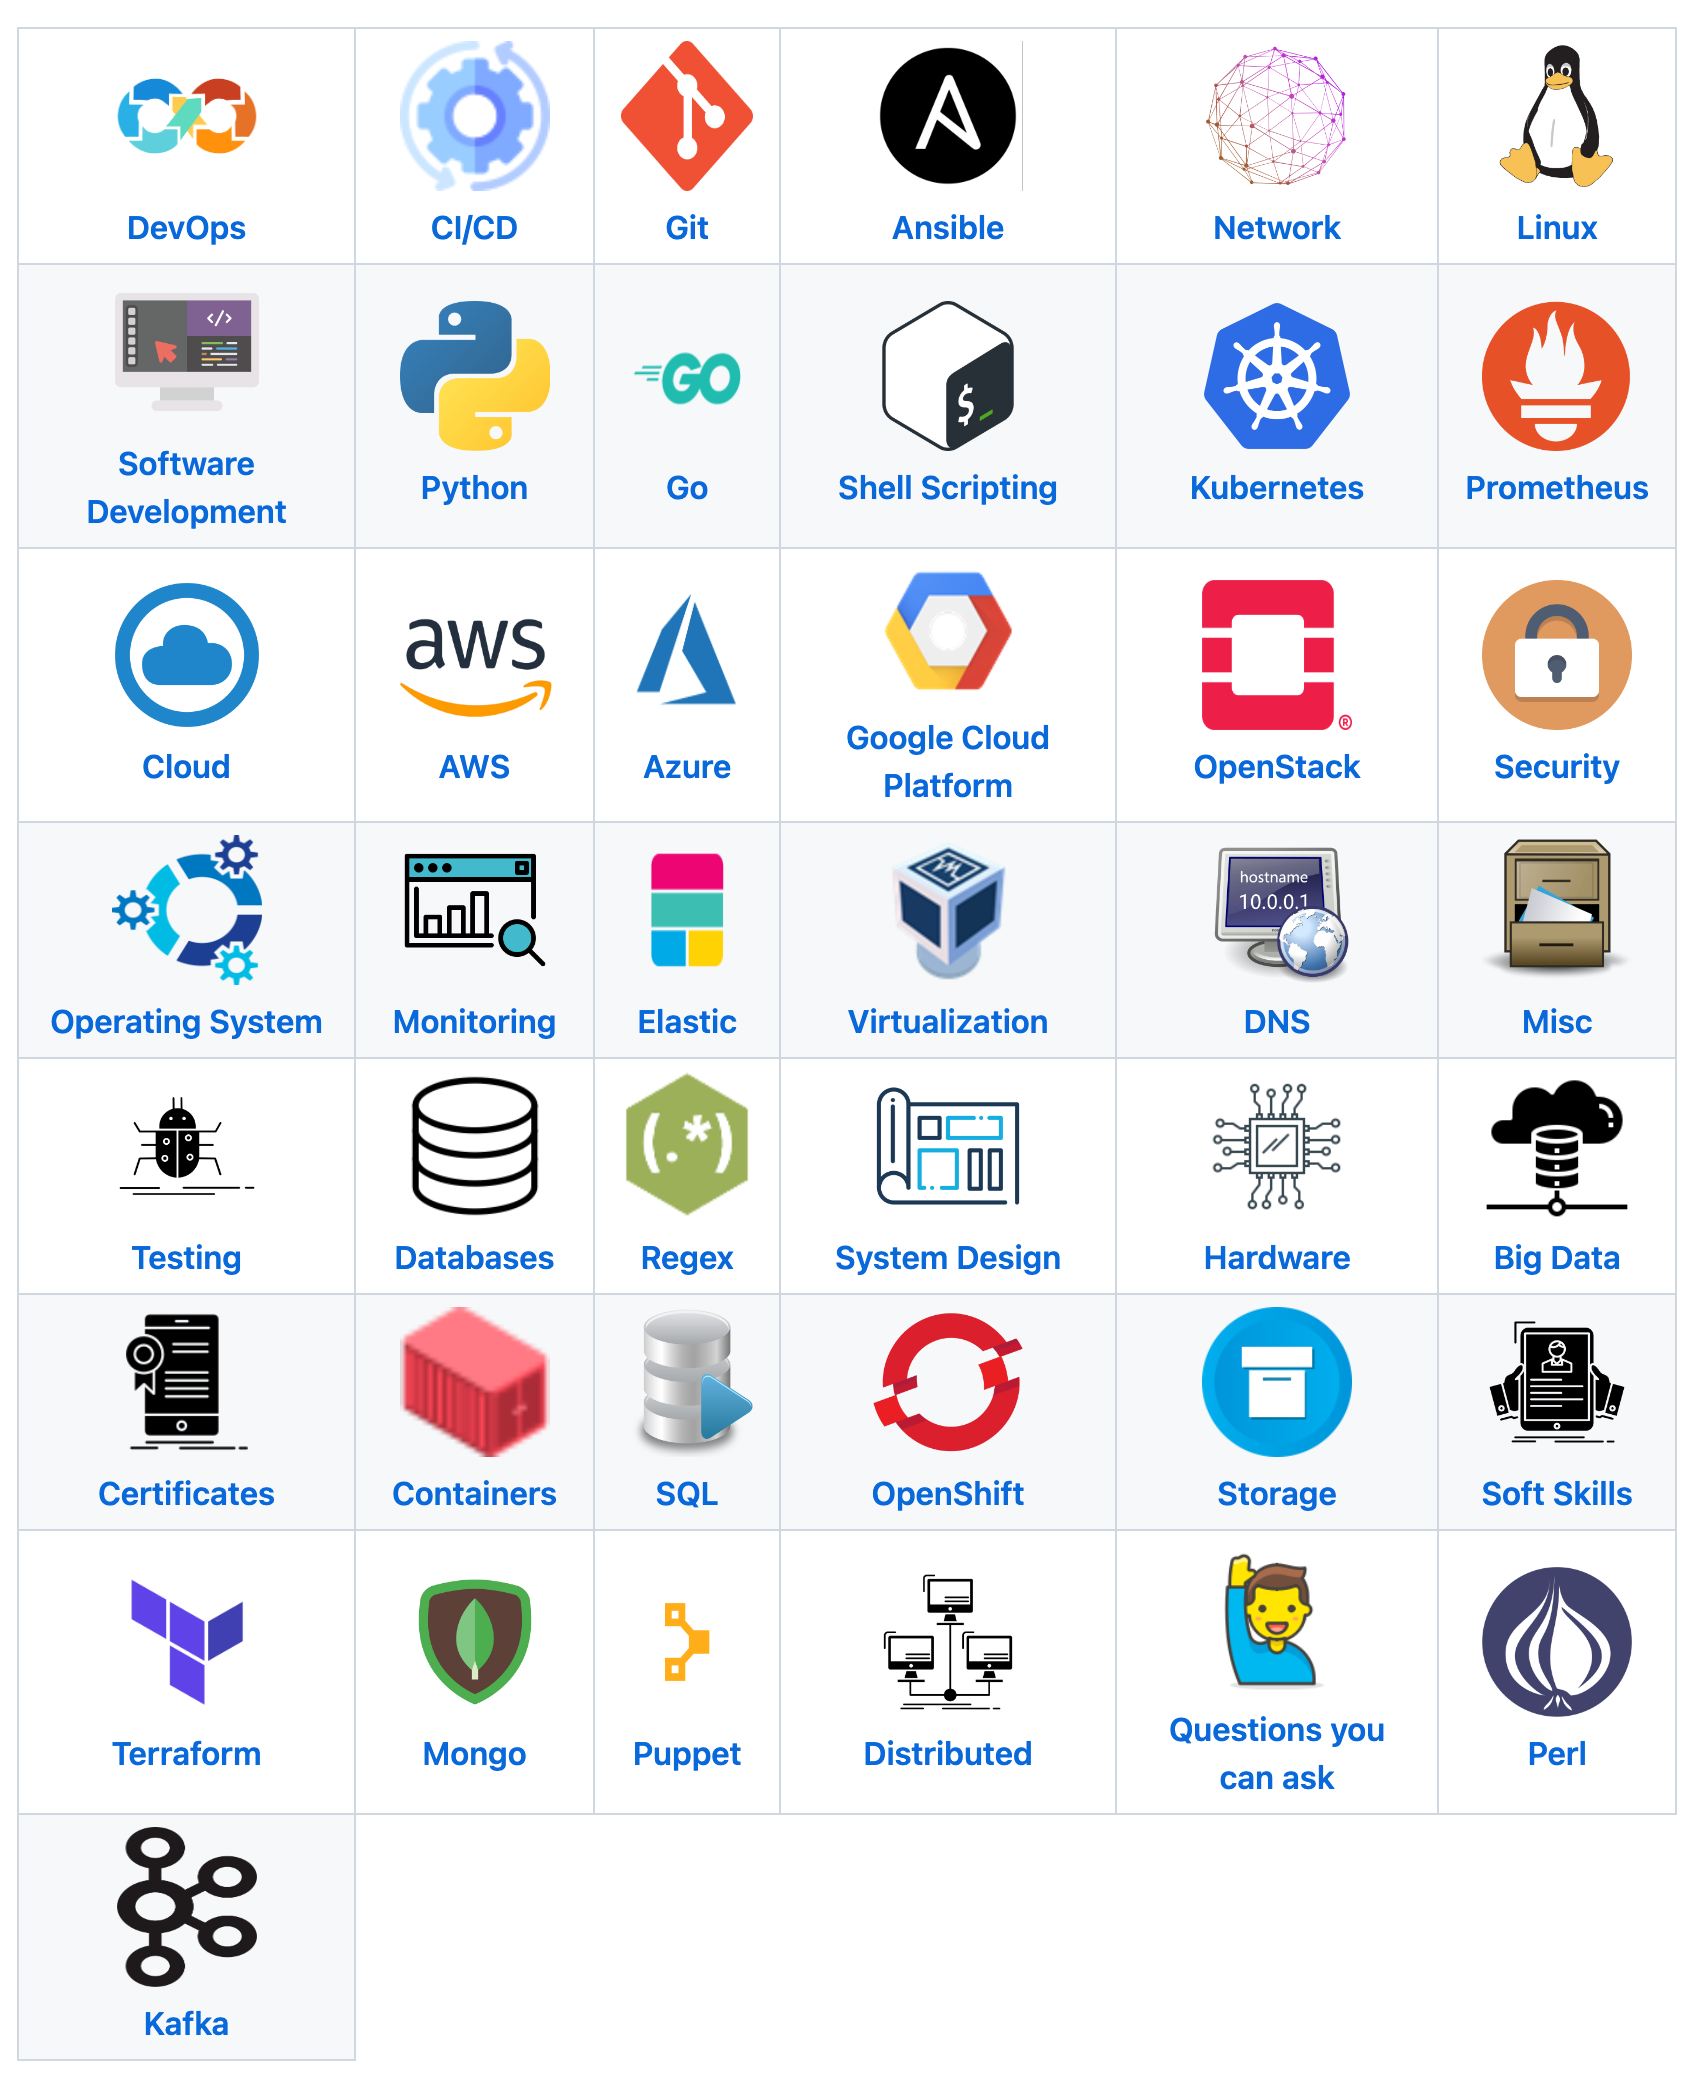 DevOps
CI/CD
Git
Ansible
Network
Linux
</>
Software
Development
Python
GO
Go
$_
Shell Scripting
Kubernetes
Prometheus
Cloud
aws
AWS
Azure
Google Cloud
Platform
®
OpenStack
Security
Operating System
Monitoring
Elastic
Virtualization
hostname
10.0.0.1
DNS
Misc
Testing
Databases
(.*)
Regex
System Design
Hardware
Big Data
Certificates
Containers
SQL
OpenShift
Storage
Soft Skills
Terraform
Mongo
Puppet
Distributed
Questions you
can ask
Perl
Kafka